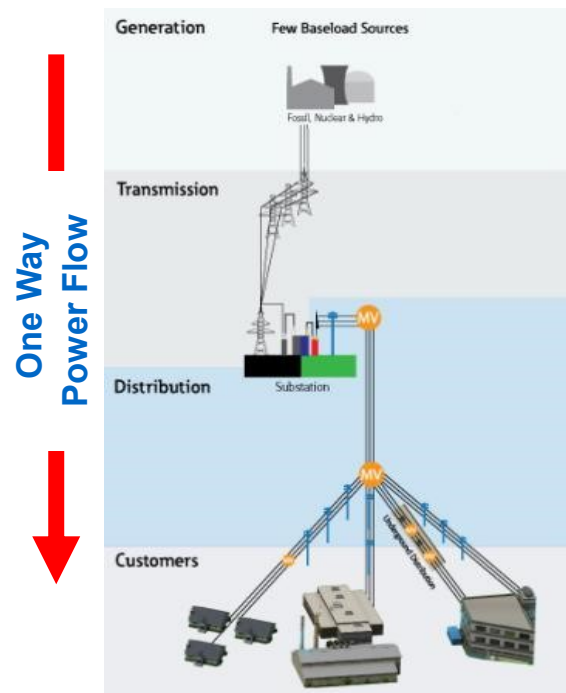 Generation
Few Baseload Sources
Fossil, Nuclear & Hydro
Transmission
One Way
Power Flow
MV
Substation
Distribution
MV
Underground Distribution
Customers